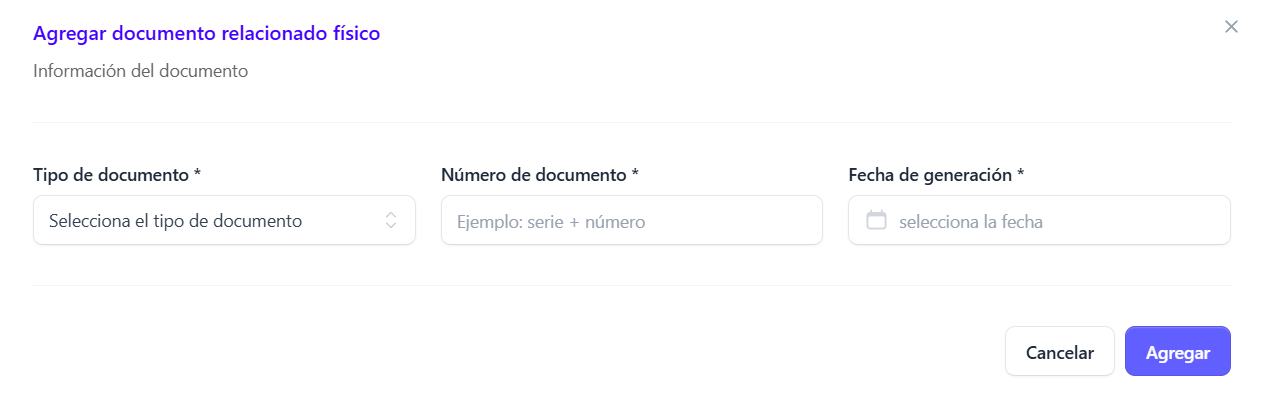 Agregar documento relacionado físico
Información del documento
Tipo de documento *
Selecciona el tipo de documento
Número de documento *
Ejemplo: serie + número
Fecha de generación *
selecciona la fecha
Cancelar
Agregar